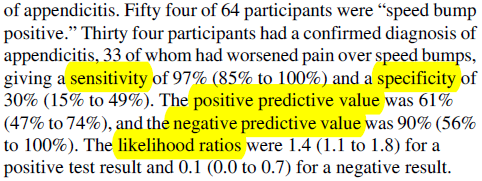 of appendicitis. Fifty four of 64 participants were “speed bump
positive.” Thirty four participants had a confirmed diagnosis of
appendicitis, 33 of whom had worsened pain over speed bumps,
giving a sensitivity of 97% (85% to 100%) and a specificity of
30% (15% to 49%). The positive predictive value was 61%
(47% to 74%), and the negative predictive value was 90% (56%
to 100%). The likelihood ratios were 1.4 (1.1 to 1.8) for a
positive test result and 0.1 (0.0 to 0.7) for a negative result.